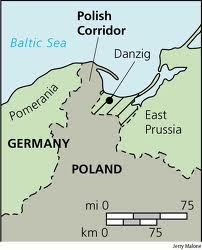 Polish
Corridor
Baltic Sea
Danzig
Pomerania
East
Prussia
GERMANY
POLAND
mi 0 75
km 0 75
Jerry Malone